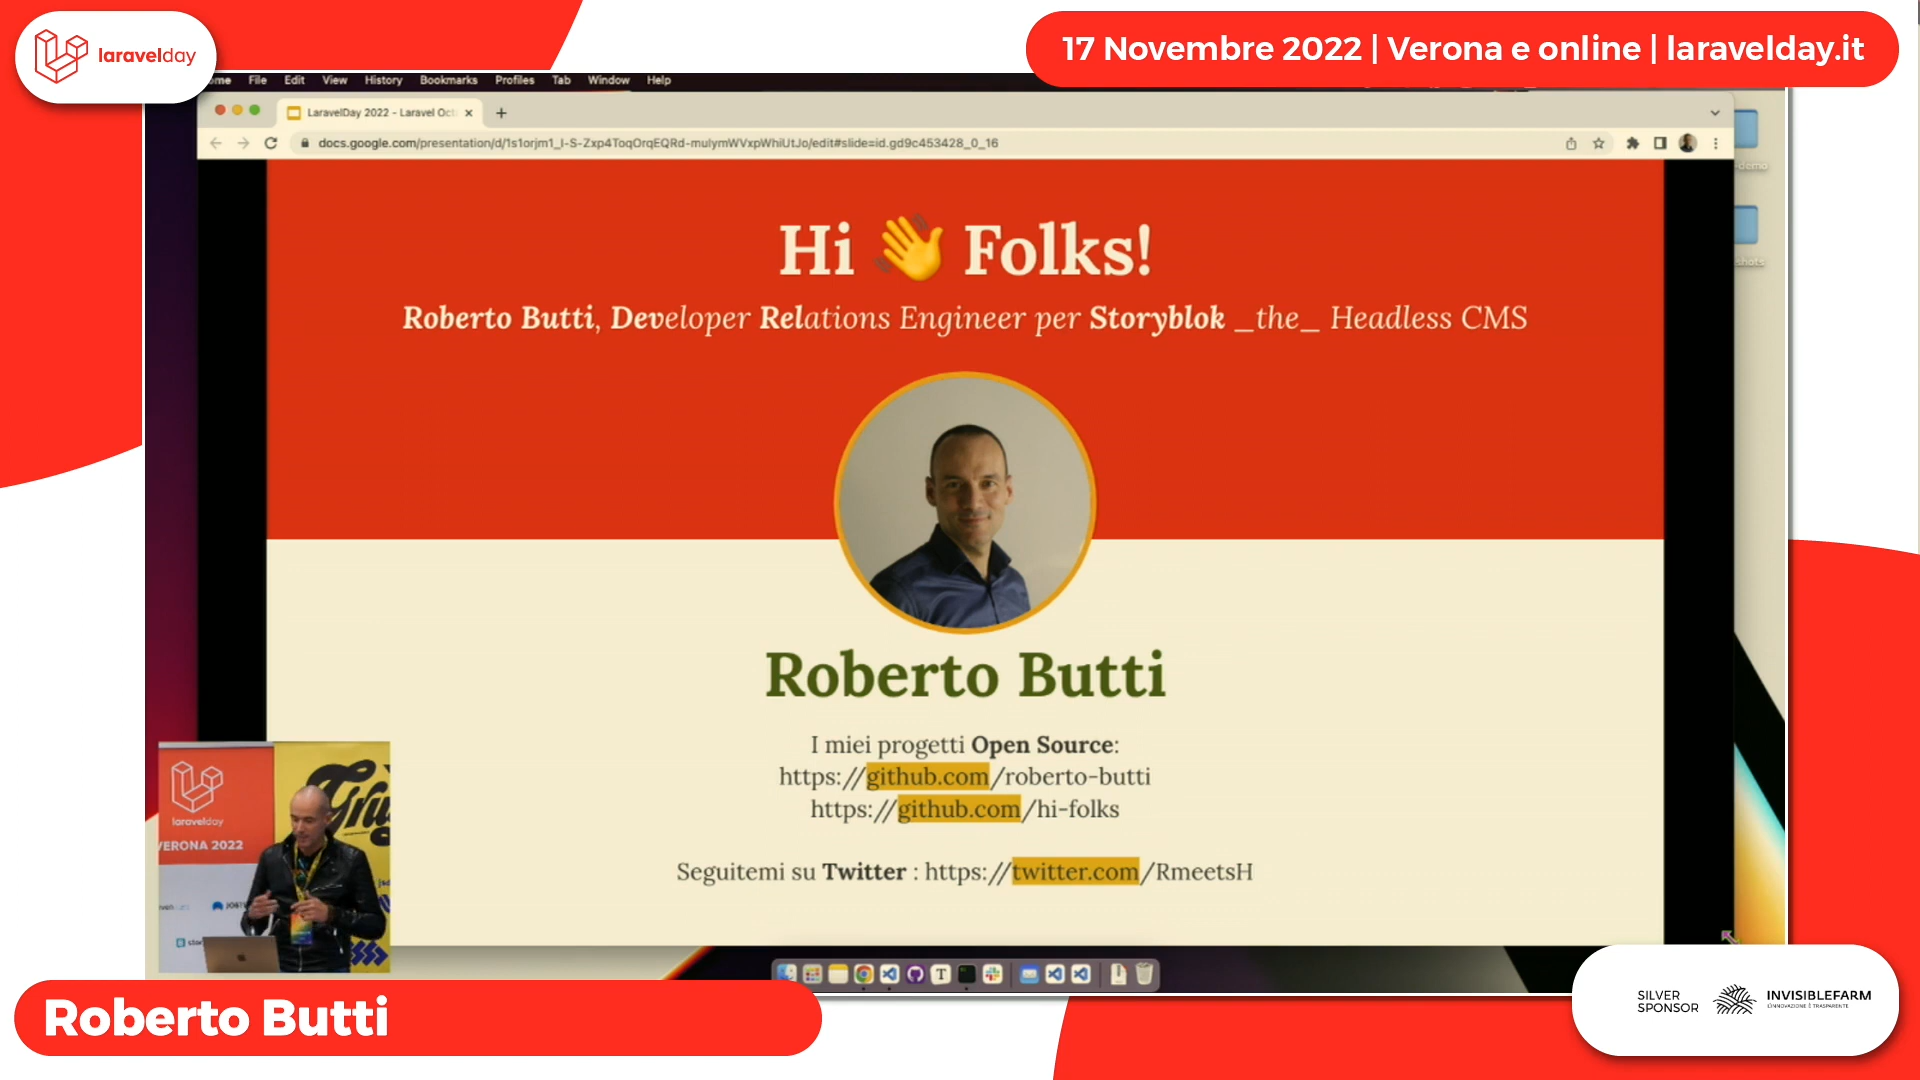 laravelday
17 Novembre 2022 | Verona e online | laravelday.it
File Edit View History Bookmarks Profiles Tab Window Help
LaravelDay 2022 - Laravel Oct
docs.google.com/presentation/d/1s1orjm1_I-S-Zxp4ToqOrqEQRd-mulymWVxpWhiUtJo/edit#slide=id.gd9c453428_0_16
Hi 👋 Folks!
Roberto Butti, Developer Relations Engineer per Storyblok _the_ Headless CMS
Roberto Butti
I miei progetti Open Source:
https://github.com/roberto-butti
https://github.com/hi-folks
Seguitemi su Twitter : https://twitter.com/RmeetsH
laravelday
VERONA 2022
Roberto Butti
SILVER
SPONSOR
INVISIBLEFARM
L'INNOVAZIONE È TRASPARENTE